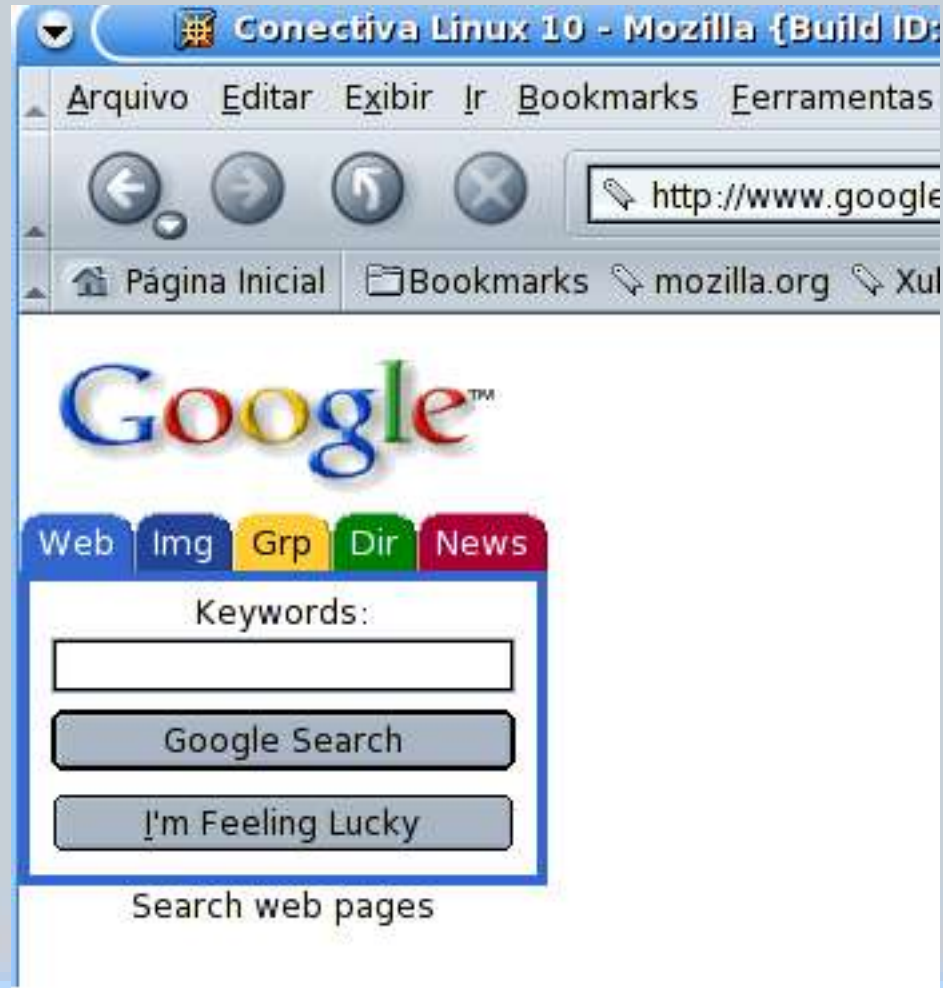 Conectiva Linux 10 - Mozilla {Build ID:
Arquivo Editar Exibir Ir Bookmarks Ferramentas
http://www.google
Página Inicial Bookmarks mozilla.org Xul
Google™
Web Img Grp Dir News
Keywords:
Google Search
I'm Feeling Lucky
Search web pages